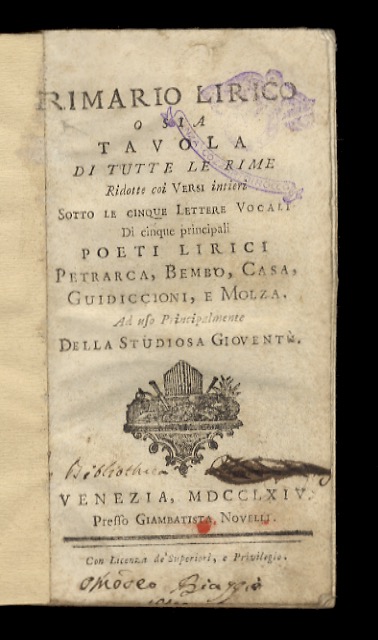 RIMARIO LIRICO
O SIA
TAVOLA
DI TUTTE LE RIME
Ridotte coi VERSI intieri
SOTTO LE CINQUE LETTERE VOCALI
Di cinque principali
POETI LIRICI
PETRARCA, BEMBO, CASA,
GUIDICCIONI, E MOLZA.
Ad uso Principalmente
DELLA STUDIOSA GIOVENTÙ.
Bibliotheca
VENEZIA, MDCCLXIV.
Presso GIAMBATISTA NOVELLI.
Con Licenza de' Superiori, e Privilegio.